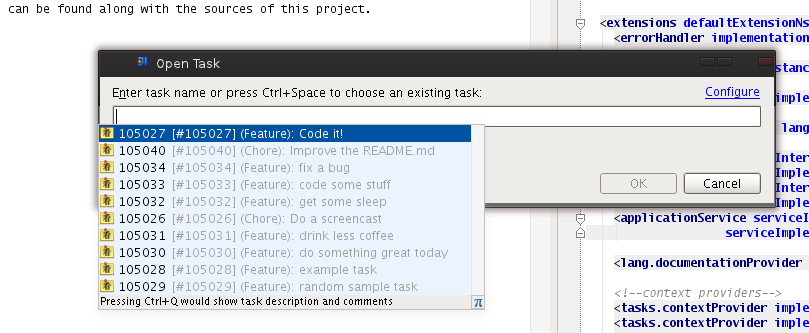 can be found along with the sources of this project.
<extensions defaultExtensionNs
<errorHandler implementation
Open Task
stance
Enter task name or press Ctrl+Space to choose an existing task:
Configure
imple
105027 [#105027] (Feature): Code it!
lang
105040 [#105040] (Chore): Improve the README.md
105034 [#105034] (Feature): fix a bug
Inter
105033 [#105033] (Feature): code some stuff
Imple
OK
Cancel
Inter
105032 [#105032] (Feature): get some sleep
Imple
105026 [#105026] (Chore): Do a screencast
<applicationService serviceI
105031 [#105031] (Feature): drink less coffee
serviceImple
105030 [#105030] (Feature): do something great today
105028 [#105028] (Feature): example task
<lang.documentationProvider
105029 [#105029] (Feature): random sample task
<!--context providers-->
Pressing Ctrl+Q would show task description and comments
π
<tasks.contextProvider imple
<tasks.contextProvider imple